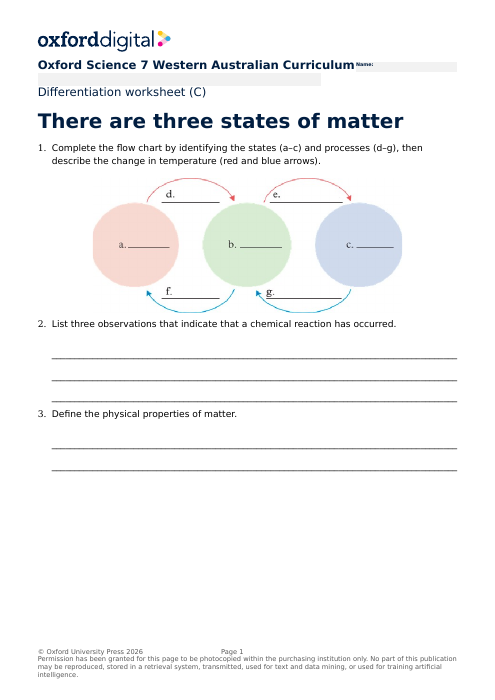 oxforddigital
Oxford Science 7 Western Australian Curriculum Name:
Differentiation worksheet (C)
There are three states of matter
1. Complete the flow chart by identifying the states (a–c) and processes (d–g), then
describe the change in temperature (red and blue arrows).
d. e.
a. b. c.
f. g.
2. List three observations that indicate that a chemical reaction has occurred.
3. Define the physical properties of matter.
© Oxford University Press 2026 Page 1
Permission has been granted for this page to be photocopied within the purchasing institution only. No part of this publication
may be reproduced, stored in a retrieval system, transmitted, used for text and data mining, or used for training artificial
intelligence.